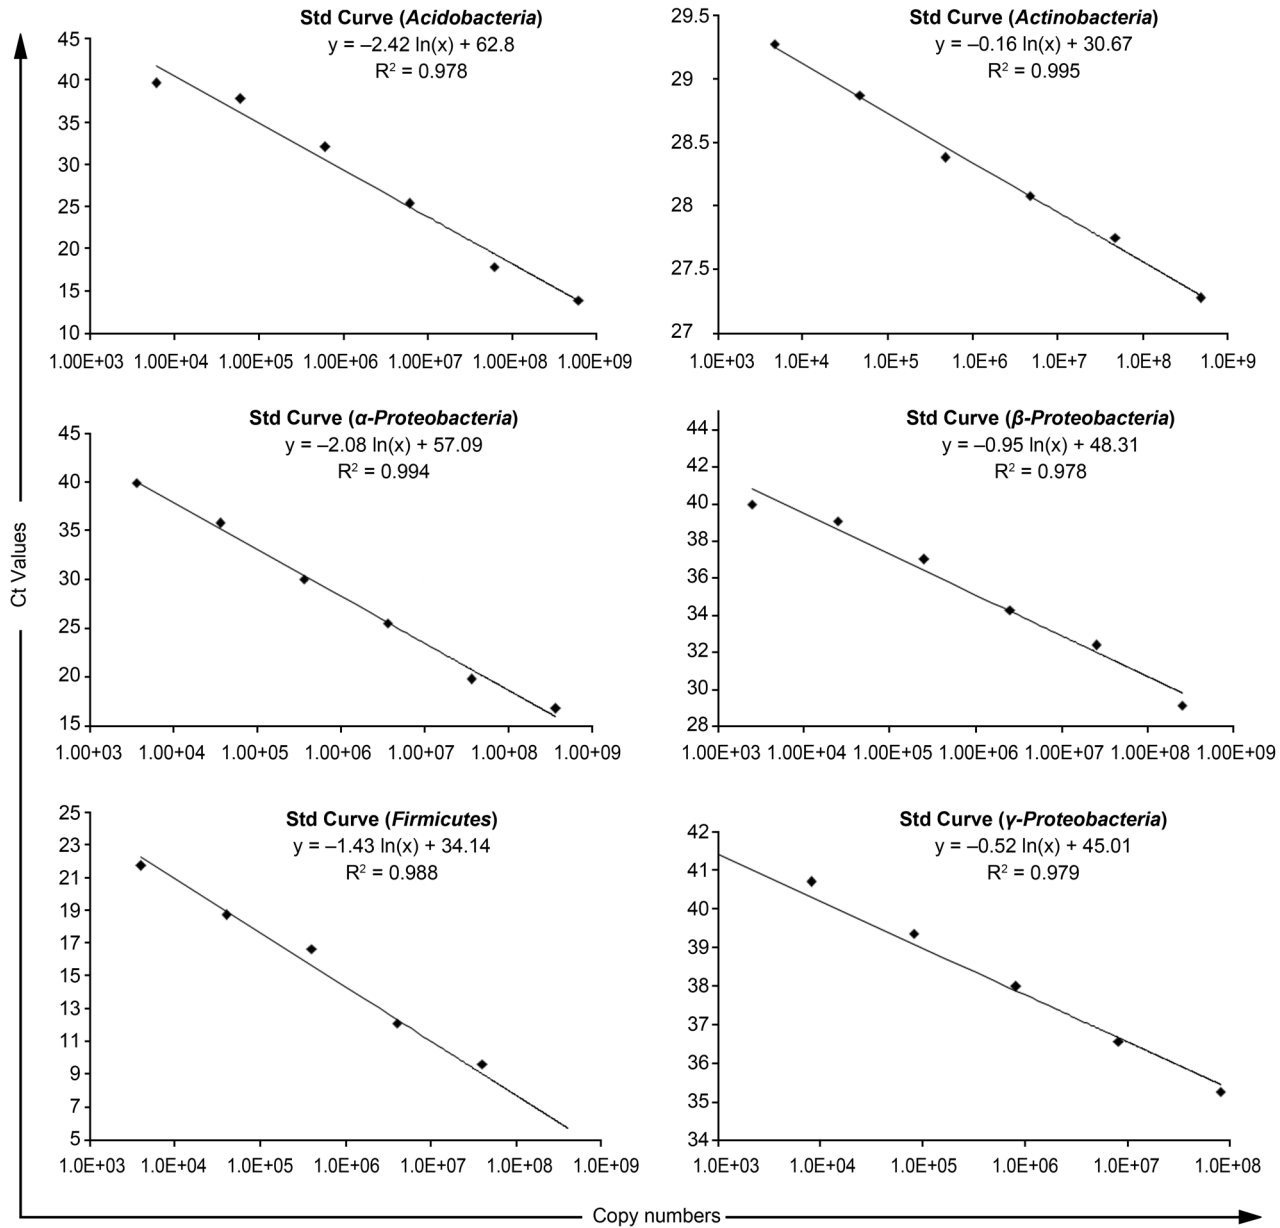 Std Curve (Acidobacteria)
y = –2.42 ln(x) + 62.8
R² = 0.978
45
40
35
30
25
20
15
10
1.00E+03 1.00E+04 1.00E+05 1.00E+06 1.00E+07 1.00E+08 1.00E+09
Std Curve (Actinobacteria)
y = –0.16 ln(x) + 30.67
R² = 0.995
29.5
29
28.5
28
27.5
27
1.0E+03 1.0E+4 1.0E+5 1.0E+6 1.0E+7 1.0E+8 1.0E+9
Std Curve (α-Proteobacteria)
y = –2.08 ln(x) + 57.09
R² = 0.994
45
40
35
30
25
20
15
1.00+03 1.00+04 1.00+05 1.00+06 1.00+07 1.00+08 1.00+09
Std Curve (β-Proteobacteria)
y = –0.95 ln(x) + 48.31
R² = 0.978
44
42
40
38
36
34
32
30
28
1.00E+03 1.00+04 1.00+05 1.00+06 1.00+07 1.00+08 1.00E+09
Std Curve (Firmicutes)
y = –1.43 ln(x) + 34.14
R² = 0.988
25
23
21
19
17
15
13
11
9
7
5
1.0E+03 1.0E+04 1.0E+05 1.0E+06 1.0E+07 1.0E+08 1.0E+09
Std Curve (γ-Proteobacteria)
y = –0.52 ln(x) + 45.01
R² = 0.979
42
41
40
39
38
37
36
35
34
1.0E+03 1.0E+04 1.0E+05 1.0E+06 1.0E+07 1.0E+08
Ct Values
Copy numbers